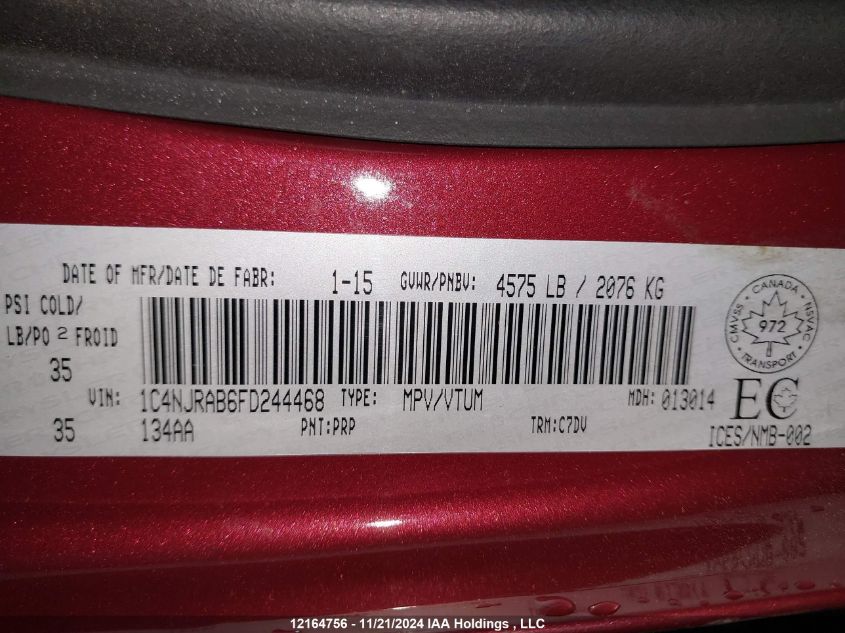 DATE OF MFR/DATE DE FABR: 1-15 GVWR/PNBV: 4575 LB / 2076 KG
PSI COLD/
LB/PO 2 FROID
35
CANADA
CMVSS NSVAC
972
TRANSPORT
VIN: 1C4NJRAB6FD244468 TYPE: MPV/VTUM MDH: 013014 EC
35 134AA PNT:PRP TRM:C7DV ICES/NMB-002
12164756 - 11/21/2024 IAA Holdings , LLC